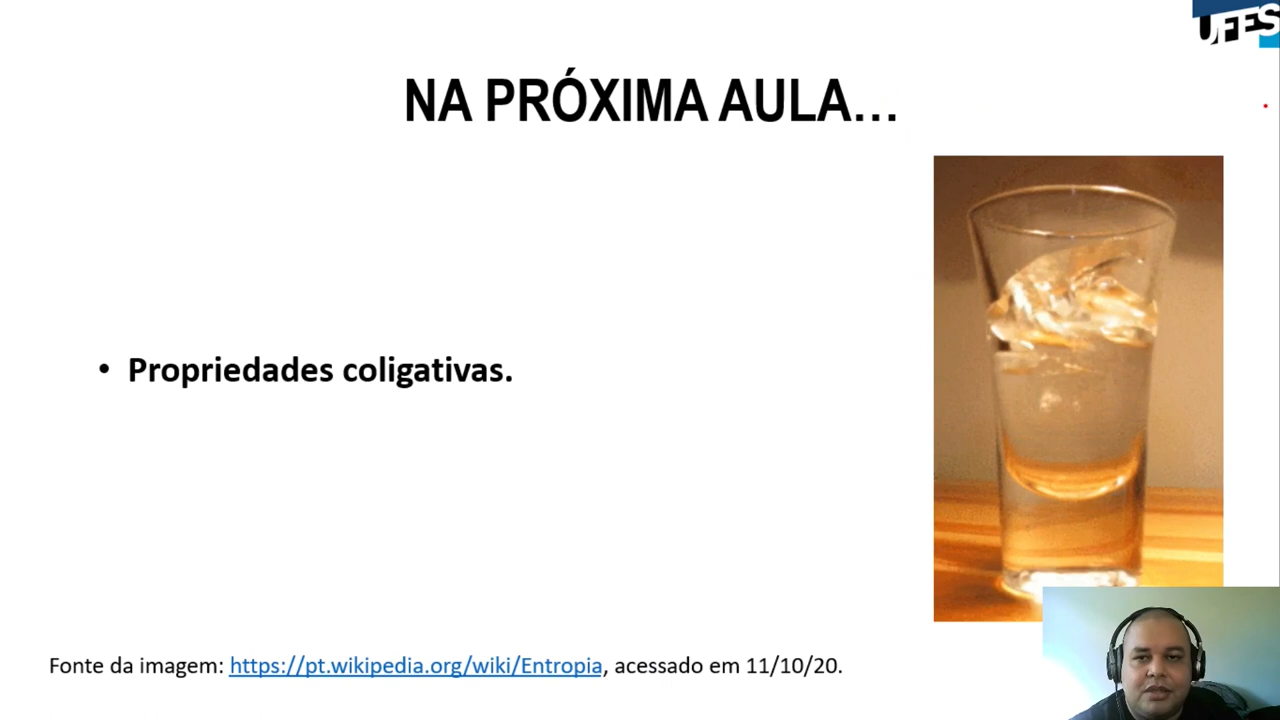 UFES
NA PRÓXIMA AULA...
• Propriedades coligativas.
Fonte da imagem: https://pt.wikipedia.org/wiki/Entropia, acessado em 11/10/20.